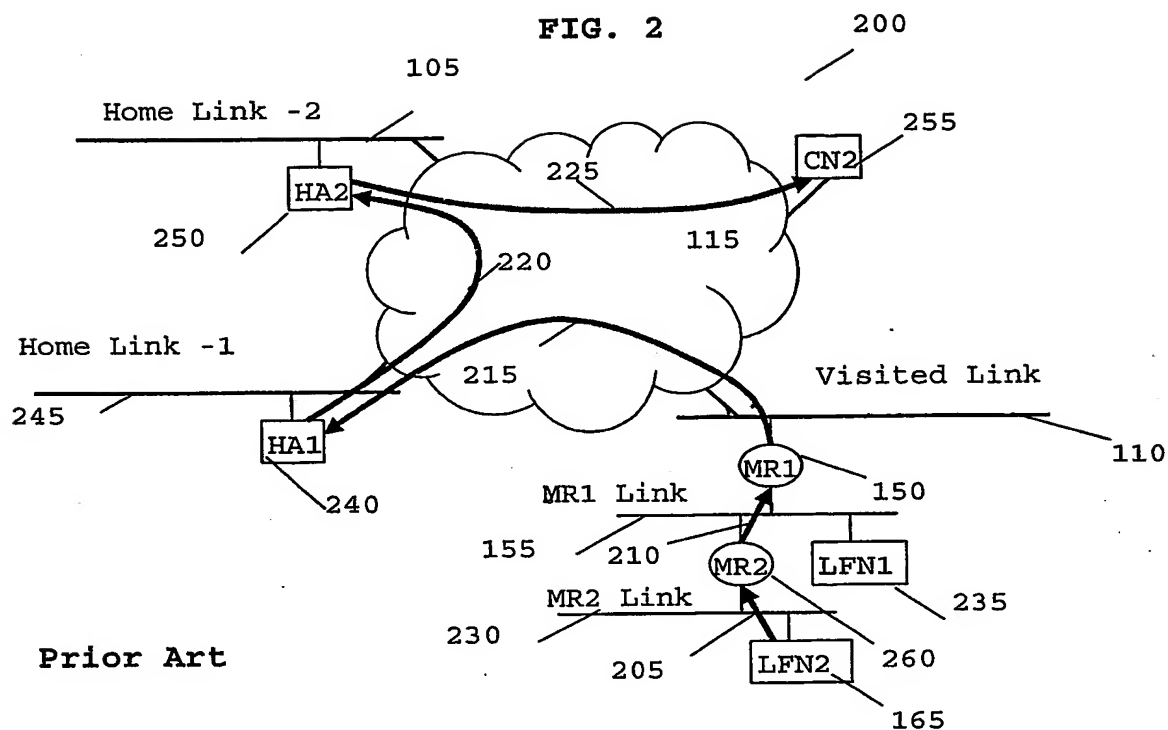 FIG. 2
200
105
Home Link -2
255
CN2
225
HA2
250
115
220
Home Link -1
215
Visited Link
245
HA1
110
MR1
240
150
MR1 Link
155
210
MR2
LFN1
MR2 Link
235
230
Prior Art
205
LFN2
260
165